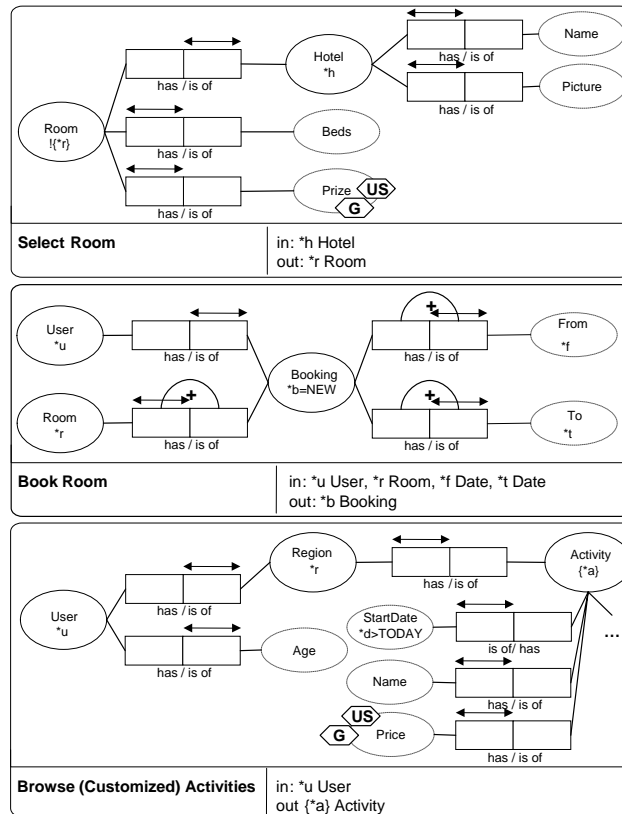 Name
Hotel
*h
has / is of
has / is of
Picture
has / is of
Room
!{*r}
Beds
has / is of
Prize
US
G
has / is of
Select Room
in: *h Hotel
out: *r Room
User
*u
+
From
*f
has / is of
has / is of
Booking
*b=NEW
Room
*r
+
+
To
*t
has / is of
has / is of
Book Room
in: *u User, *r Room, *f Date, *t Date
out: *b Booking
Region
*r
Activity
{*a}
has / is of
has / is of
User
*u
StartDate
*d>TODAY
...
is of/ has
Age
has / is of
Name
has / is of
US
G
Price
has / is of
Browse (Customized) Activities
in: *u User
out {*a} Activity